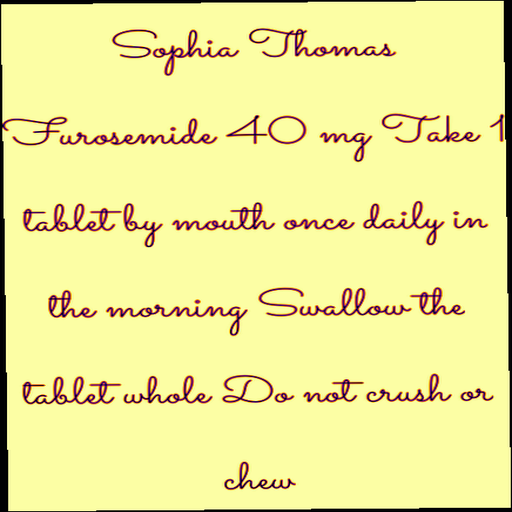 Sophia Thomas
Furosemide 40 mg Take 1
tablet by mouth once daily in
the morning Swallow the
tablet whole Do not crush or
chew